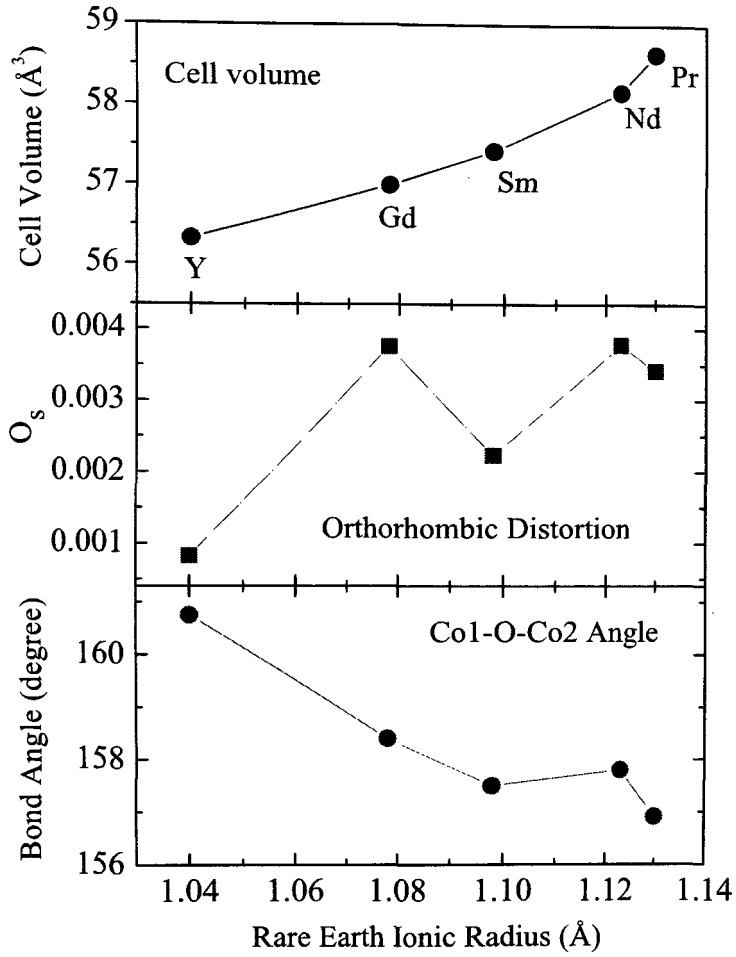 59
58
57
56
Cell Volume (Å³)
Cell volume
Y
Gd
Sm
Nd
Pr
0.004
0.003
0.002
0.001
Oₛ
Orthorhombic Distortion
160
158
156
Bond Angle (degree)
Co1-O-Co2 Angle
1.04 1.06 1.08 1.10 1.12 1.14
Rare Earth Ionic Radius (Å)